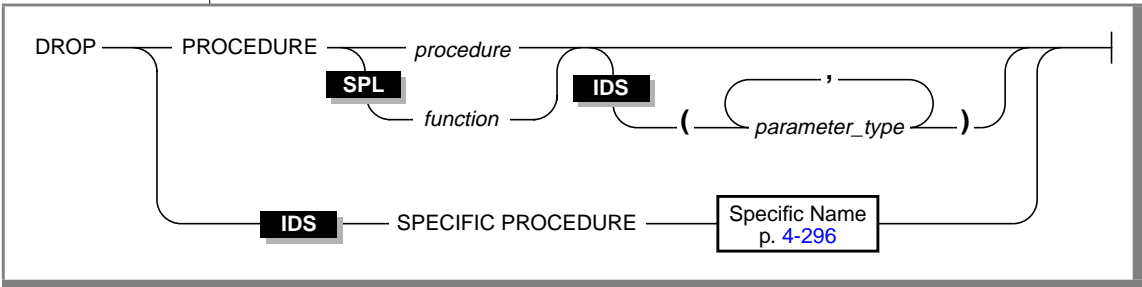 DROP PROCEDURE procedure
SPL IDS ,
function ( parameter_type )
IDS SPECIFIC PROCEDURE Specific Name
p. 4-296